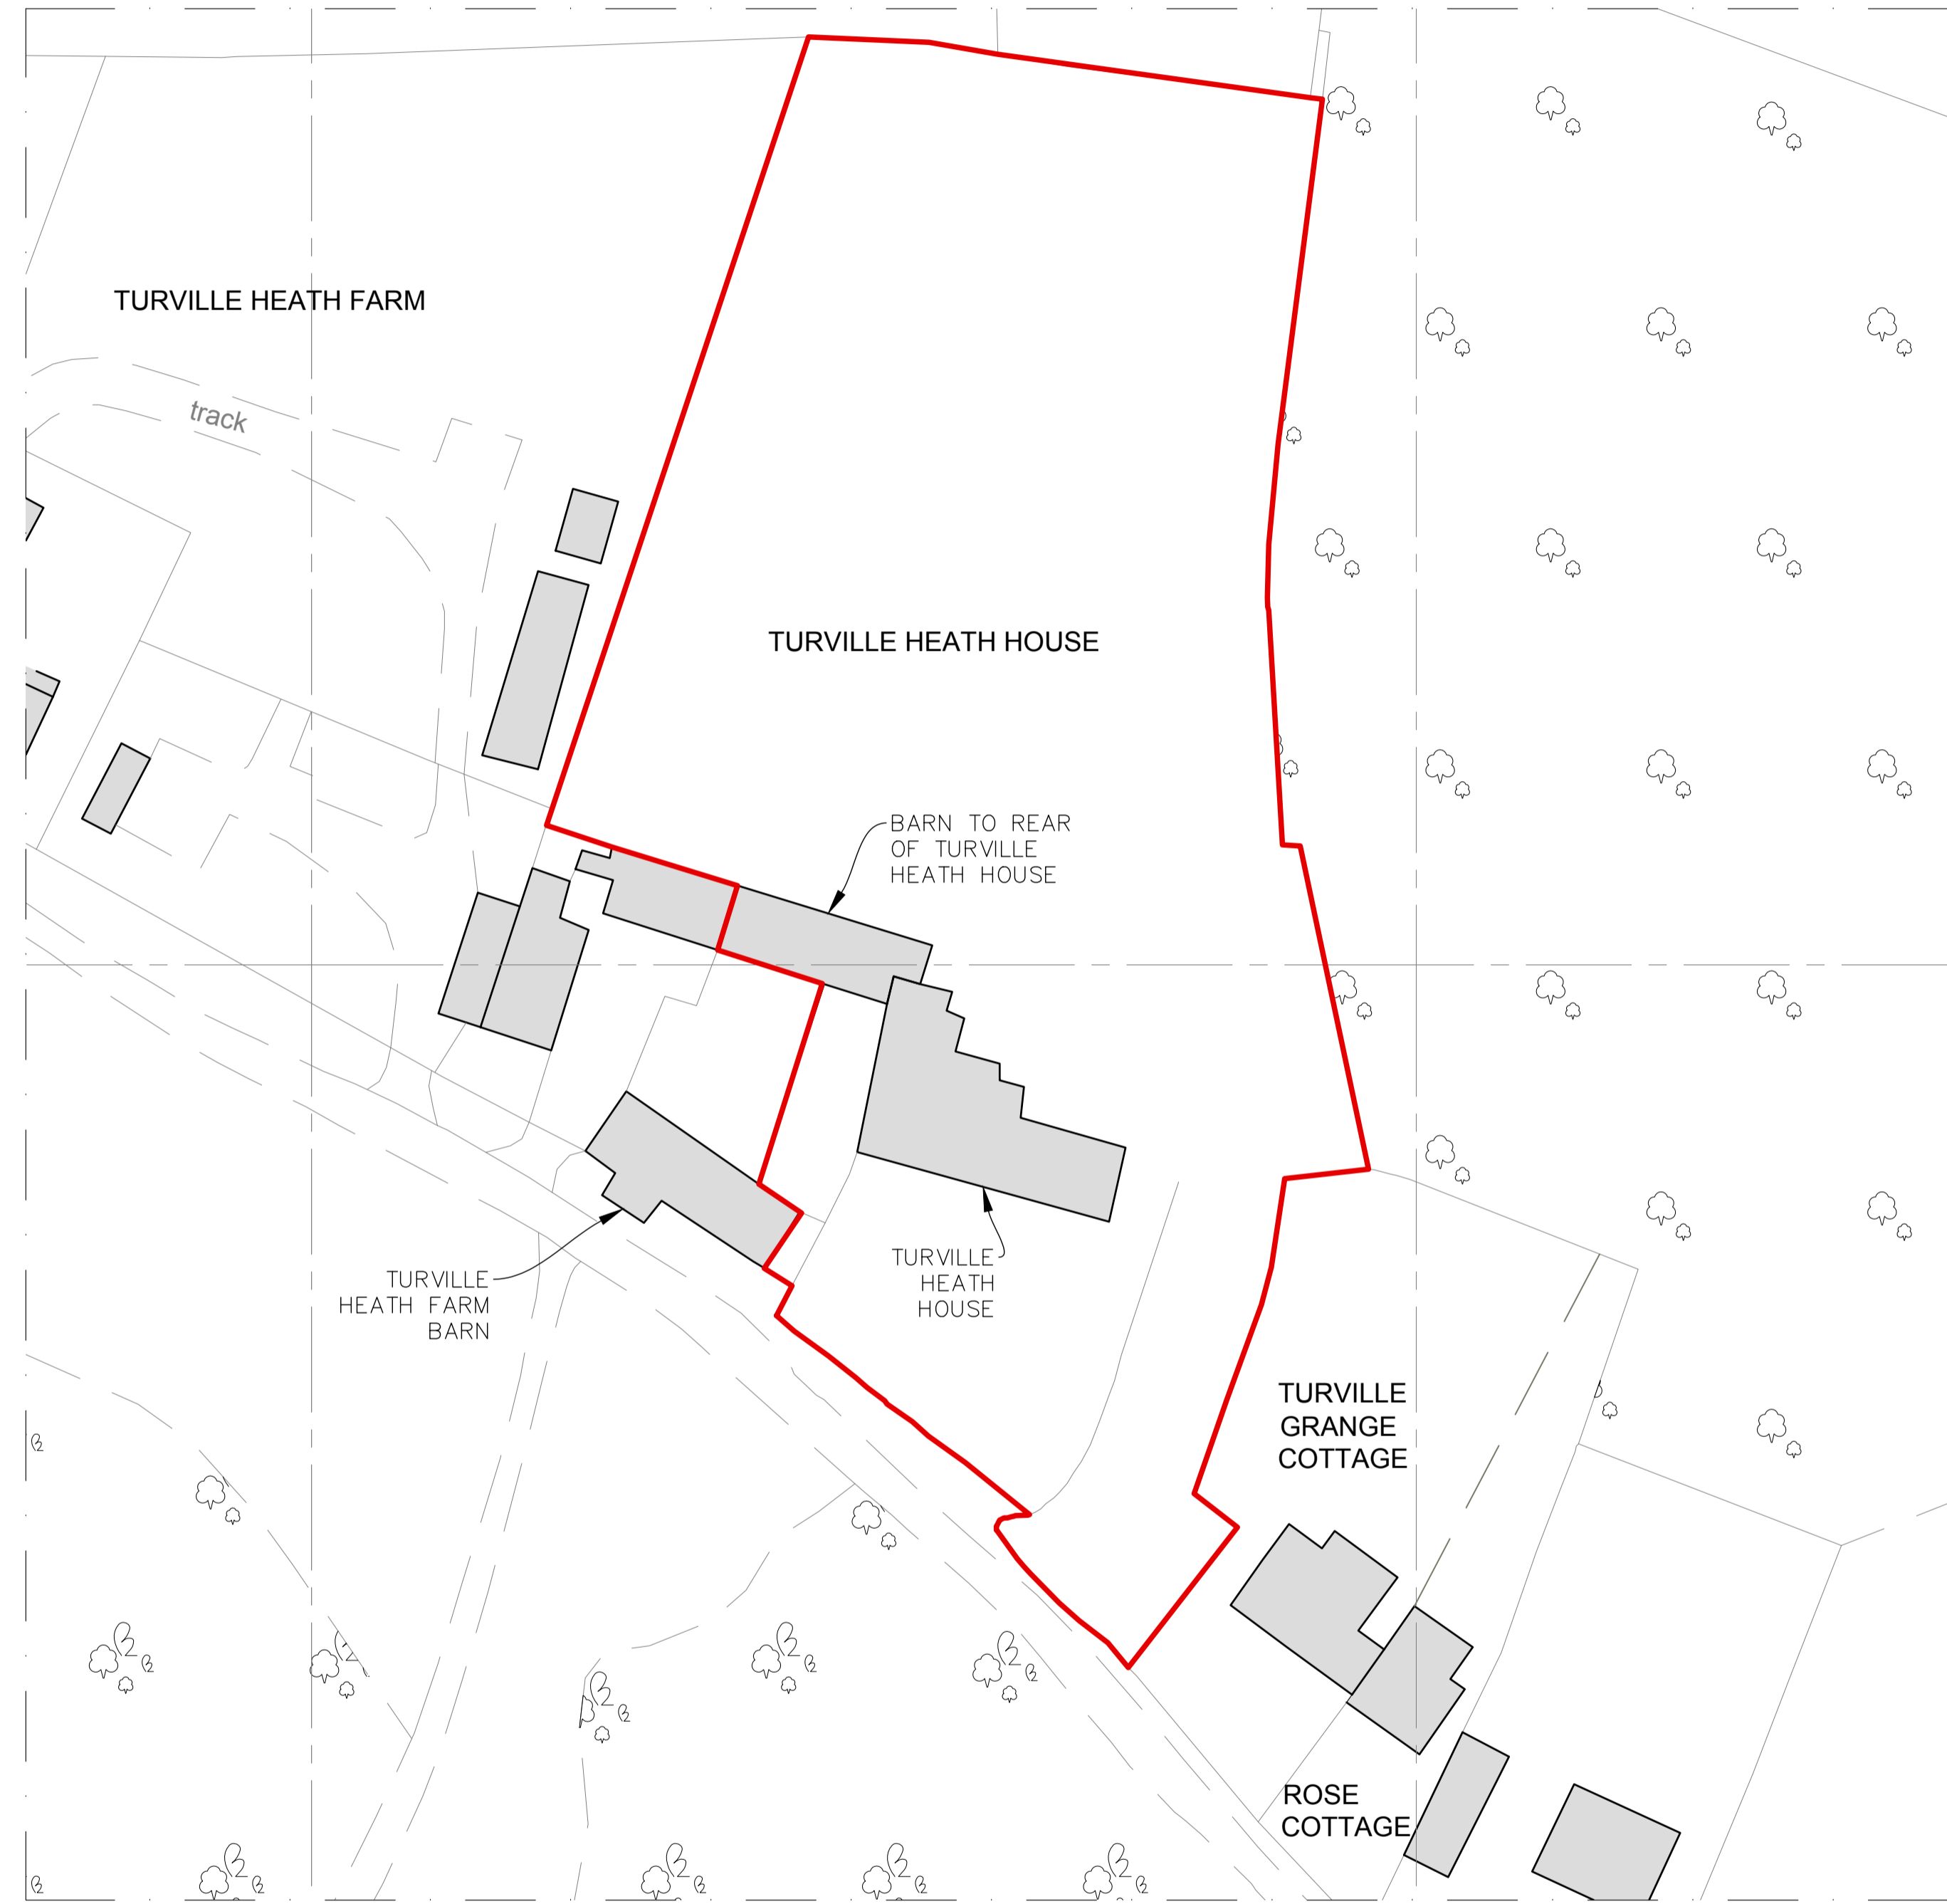 TURVILLE HEATH FARM
track
TURVILLE HEATH HOUSE
BARN TO REAR
OF TURVILLE
HEATH HOUSE
TURVILLE
HEATH FARM
BARN
TURVILLE
HEATH
HOUSE
TURVILLE
GRANGE
COTTAGE
ROSE
COTTAGE